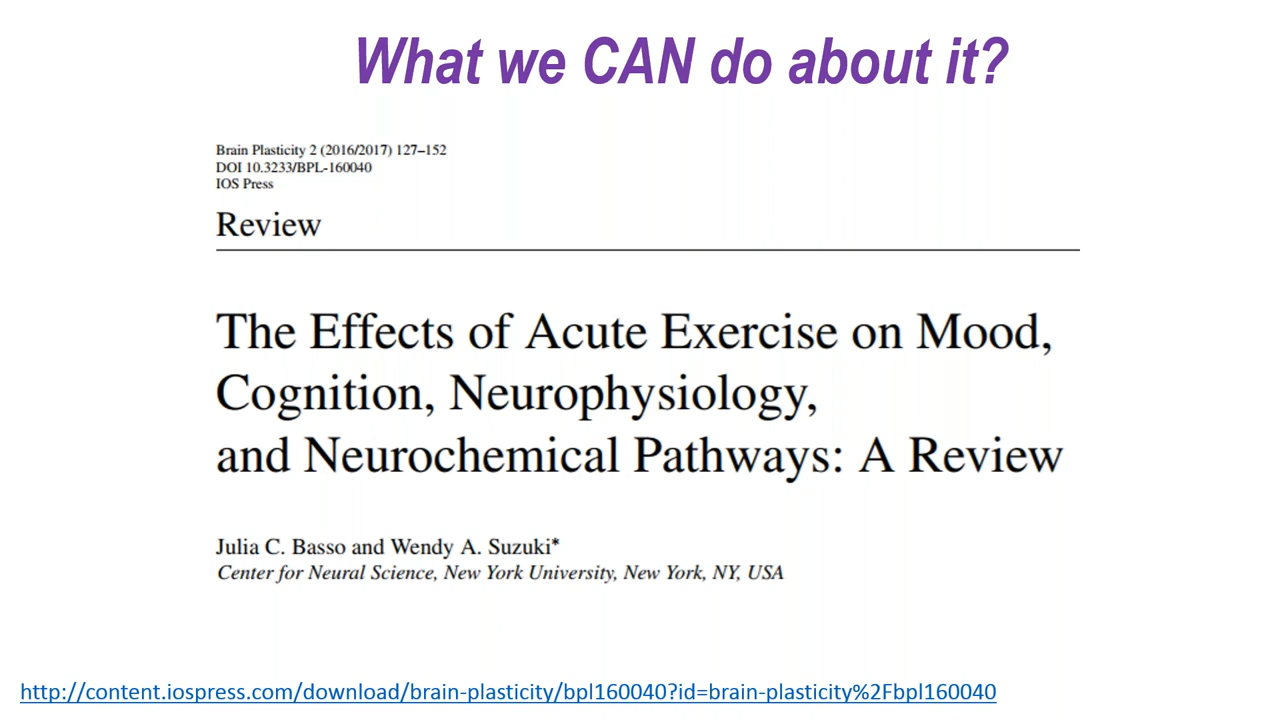 What we CAN do about it?
Brain Plasticity 2 (2016/2017) 127–152
DOI 10.3233/BPL-160040
IOS Press
Review
The Effects of Acute Exercise on Mood,
Cognition, Neurophysiology,
and Neurochemical Pathways: A Review
Julia C. Basso and Wendy A. Suzuki*
Center for Neural Science, New York University, New York, NY, USA
http://content.iospress.com/download/brain-plasticity/bpl160040?id=brain-plasticity%2Fbpl160040